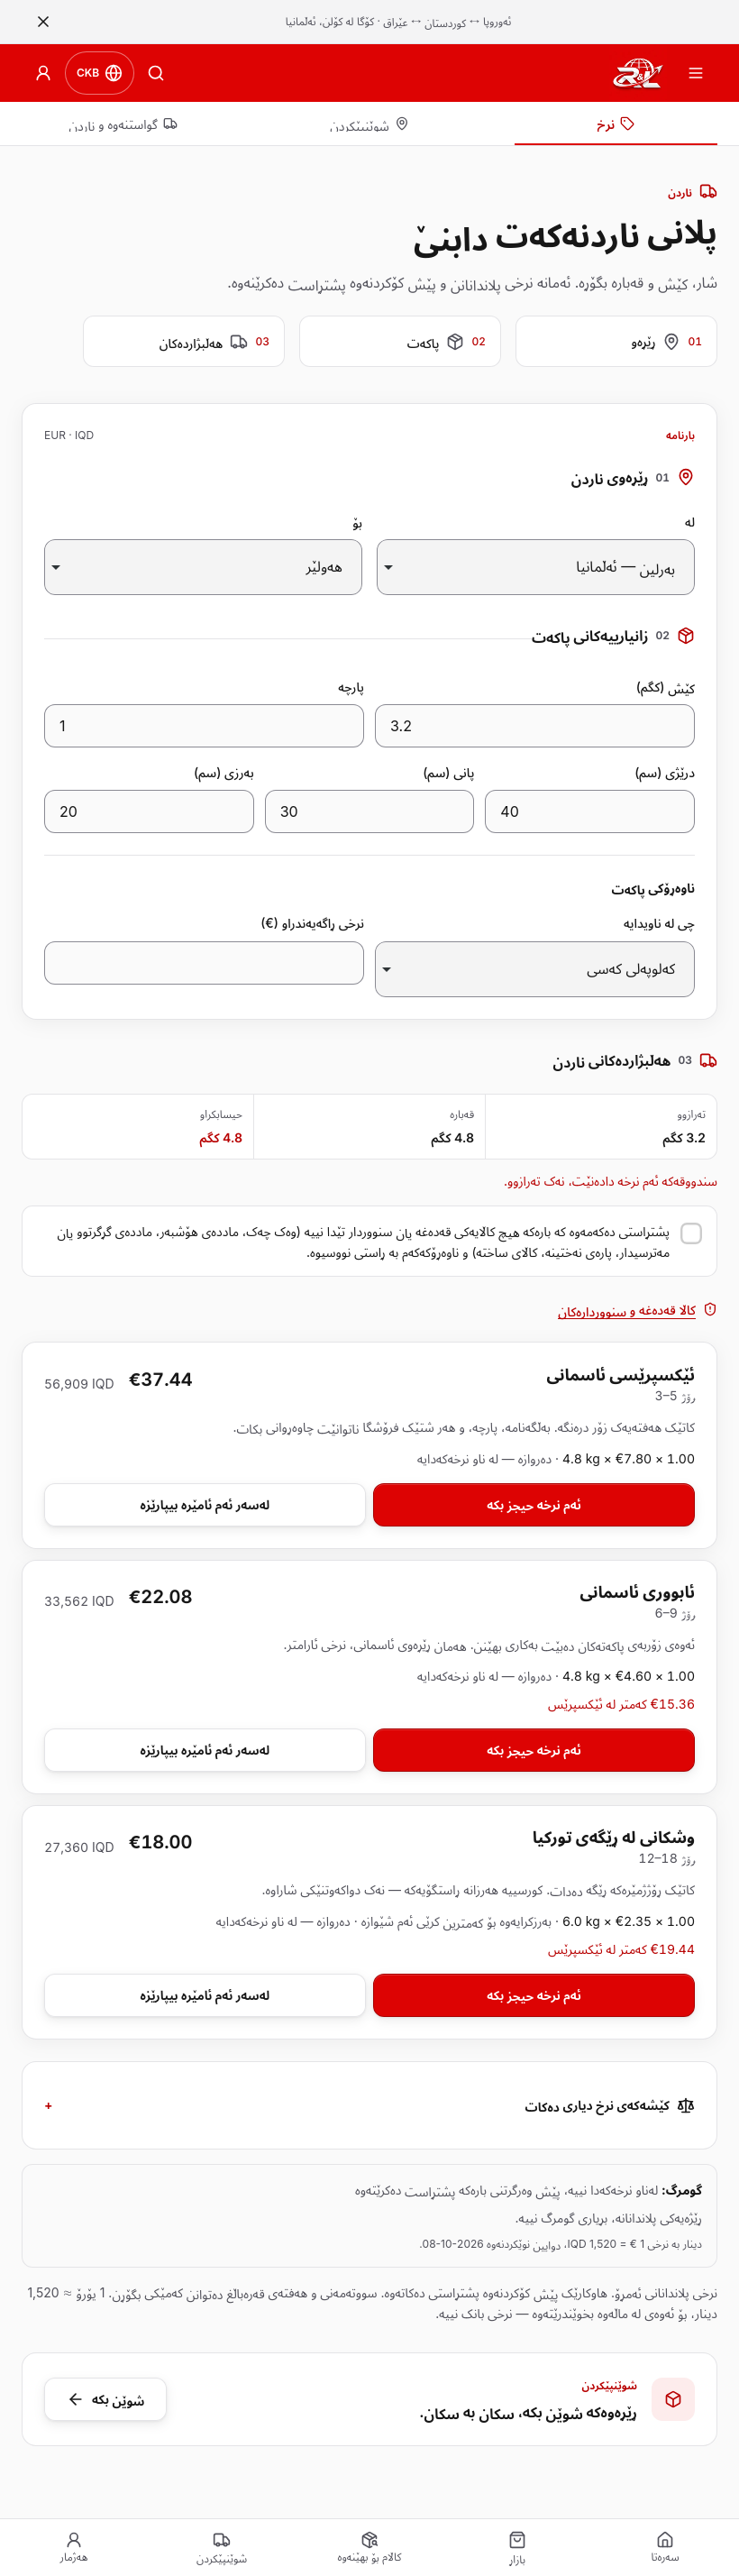 ئەوروپا ↔ کوردستان ↔ عێراق · کۆگا لە کۆلن، ئەڵمانیا
R&L
CKB
نرخ
شوێنپێکردن
گواستنەوە و ناردن
ناردن
پلانی ناردنەکەت دابنێ
شار، کێش و قەبارە بگۆڕە. ئەمانە نرخی پلاندانانن و پێش کۆکردنەوە پشتڕاست دەکرێنەوە.
01 ڕێڕەو
02 پاکەت
03 هەڵبژاردەکان
بارنامە
EUR · IQD
01 ڕێڕەوی ناردن
لە
بۆ
بەرلین — ئەڵمانیا
هەولێر
02 زانیارییەکانی پاکەت
کێش (کگم)
پارچە
3.2
1
درێژی (سم)
پانی (سم)
بەرزی (سم)
40
30
20
ناوەڕۆکی پاکەت
چی لە ناویدایە
نرخی ڕاگەیەندراو (€)
کەلوپەلی کەسی
03 هەڵبژاردەکانی ناردن
تەرازوو
قەبارە
حیسابکراو
3.2 کگم
4.8 کگم
4.8 کگم
سندووقەکە ئەم نرخە دادەنێت، نەک تەرازوو.
پشتڕاستی دەکەمەوە کە بارەکە هیچ کالایەکی قەدەغە یان سنووردار تێدا نییە (وەک چەک، ماددەی هۆشبەر، ماددەی گڕگرتوو یان
مەترسیدار، پارەی نەختینە، کالای ساختە) و ناوەڕۆکەکەم بە ڕاستی نووسیوە.
کالا قەدەغە و سنووردارەکان
ئێکسپرێسی ئاسمانی
€37.44
56,909 IQD
3–5 ڕۆژ
کاتێک هەفتەیەک زۆر درەنگە. بەڵگەنامە، پارچە، و هەر شتێک فرۆشگا ناتوانێت چاوەڕوانی بکات.
4.8 kg × €7.80 × 1.00 · دەروازە — لە ناو نرخەکەدایە
ئەم نرخە حیجز بکە
لەسەر ئەم ئامێرە بیپارێزە
ئابووری ئاسمانی
€22.08
33,562 IQD
6–9 ڕۆژ
ئەوەی زۆربەی پاکەتەکان دەبێت بەکاری بهێنن. هەمان ڕێڕەوی ئاسمانی، نرخی ئارامتر.
4.8 kg × €4.60 × 1.00 · دەروازە — لە ناو نرخەکەدایە
€15.36 کەمتر لە ئێکسپرێس
ئەم نرخە حیجز بکە
لەسەر ئەم ئامێرە بیپارێزە
وشکانی لە ڕێگەی تورکیا
€18.00
27,360 IQD
12–18 ڕۆژ
کاتێک ڕۆژژمێرەکە ڕێگە دەدات. کورسییە هەرزانە ڕاستگۆیەکە — نەک دواکەوتنێکی شاراوە.
6.0 kg × €2.35 × 1.00 · بەرزکرایەوە بۆ کەمترین کرێی ئەم شێوازە · دەروازە — لە ناو نرخەکەدایە
€19.44 کەمتر لە ئێکسپرێس
ئەم نرخە حیجز بکە
لەسەر ئەم ئامێرە بیپارێزە
کێشەکەی نرخ دیاری دەکات
+
گومرگ: لەناو نرخەکەدا نییە، پێش وەرگرتنی بارەکە پشتڕاست دەکرێتەوە
ڕێژەیەکی پلاندانانە، بڕیاری گومرگ نییە.
دینار بە نرخی 1 € = 1,520 IQD، دوایین نوێکردنەوە 2026-10-08.
نرخی پلاندانانی ئەمڕۆ. هاوکارێک پێش کۆکردنەوە پشتڕاستی دەکاتەوە. سووتەمەنی و هەفتەی قەرەباڵغ دەتوانن کەمێکی بگۆڕن. 1 یۆرۆ ≈ 1,520
دینار، بۆ ئەوەی لە ماڵەوە بخوێندرێتەوە — نرخی بانک نییە.
شوێنپێکردن
ڕێڕەوەکە شوێن بکە، سکان بە سکان.
شوێن بکە
سەرەتا
بازاڕ
کالام بۆ بهێنەوە
شوێنپێکردن
هەژمار